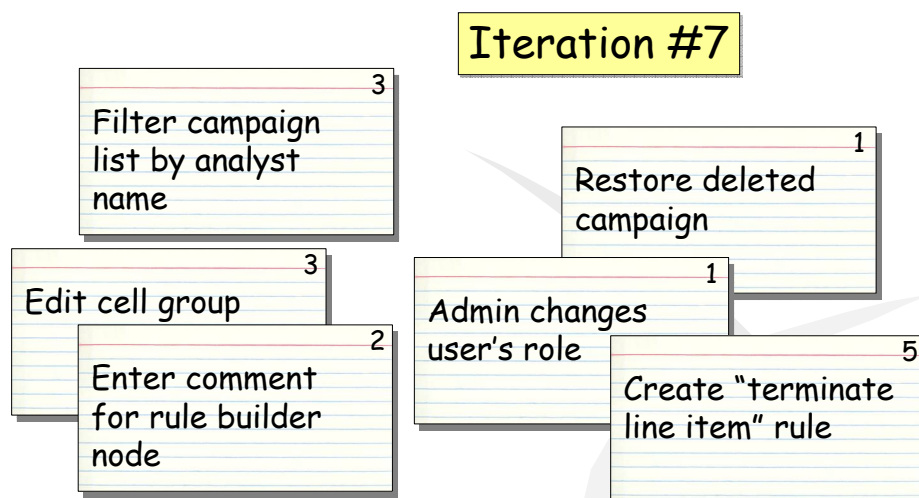 Iteration #7
3
Filter campaign
list by analyst
name
3
Edit cell group
2
Enter comment
for rule builder
node
1
Restore deleted
campaign
1
Admin changes
user's role
5
Create “terminate
line item” rule